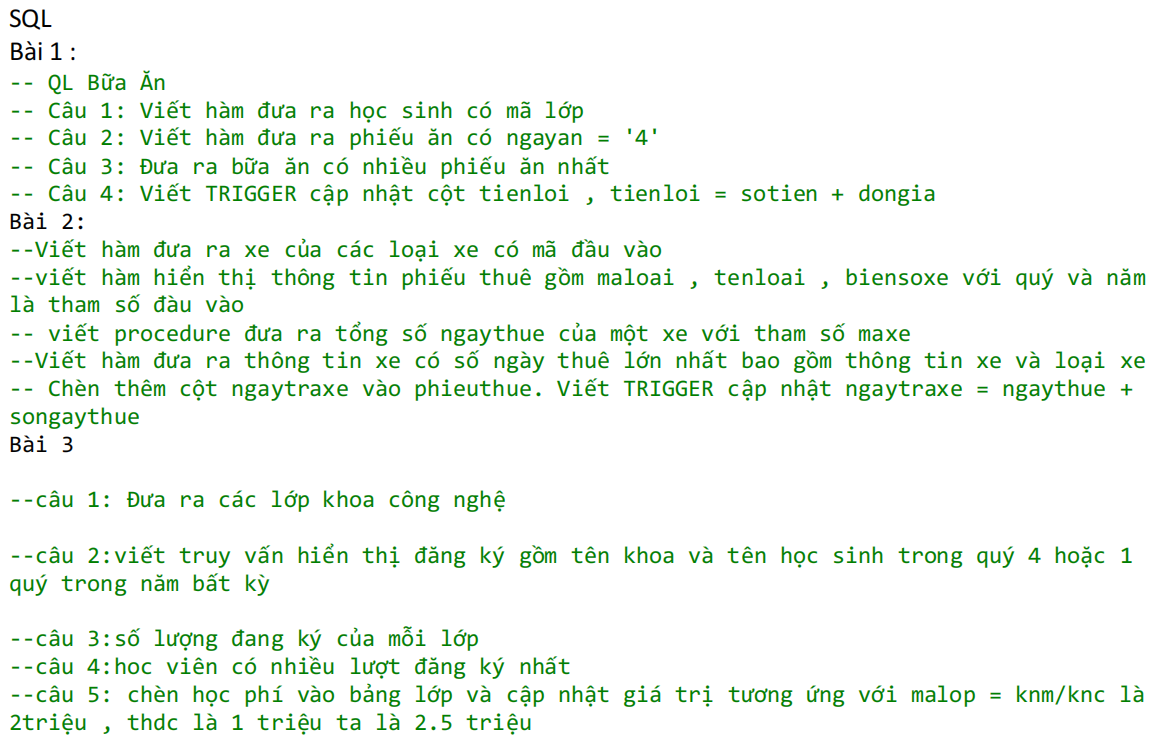 SQL
Bài 1 :
-- QL Bữa Ăn
-- Câu 1: Viết hàm đưa ra học sinh có mã lớp
-- Câu 2: Viết hàm đưa ra phiếu ăn có ngayan = '4'
-- Câu 3: Đưa ra bữa ăn có nhiều phiếu ăn nhất
-- Câu 4: Viết TRIGGER cập nhật cột tienloi , tienloi = sotien + dongia
Bài 2:
--Viết hàm đưa ra xe của các loại xe có mã đầu vào
--viết hàm hiển thị thông tin phiếu thuê gồm maloai , tenloai , biensoxe với quý và năm
là tham số đàu vào
-- viết procedure đưa ra tổng số ngaythue của một xe với tham số maxe
--Viết hàm đưa ra thông tin xe có số ngày thuê lớn nhất bao gồm thông tin xe và loại xe
-- Chèn thêm cột ngaytraxe vào phieuthue. Viết TRIGGER cập nhật ngaytraxe = ngaythue +
songaythue
Bài 3
--câu 1: Đưa ra các lớp khoa công nghệ
--câu 2:viết truy vấn hiển thị đăng ký gồm tên khoa và tên học sinh trong quý 4 hoặc 1
quý trong năm bất kỳ
--câu 3:số lượng đang ký của mỗi lớp
--câu 4:hoc viên có nhiều lượt đăng ký nhất
--câu 5: chèn học phí vào bảng lớp và cập nhật giá trị tương ứng với malop = knm/knc là
2triệu , thdc là 1 triệu ta là 2.5 triệu